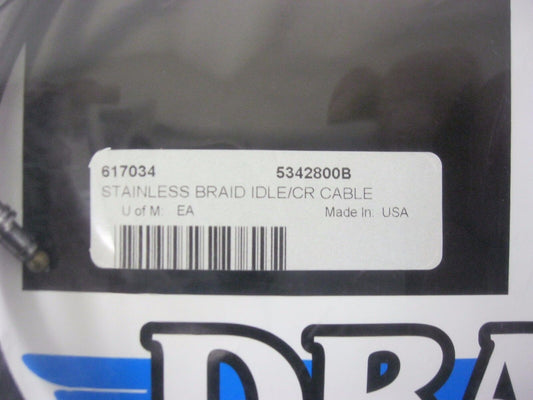 617034 5342800B
STAINLESS BRAID IDLE/CR CABLE
U of M: EA Made In: USA
DRA